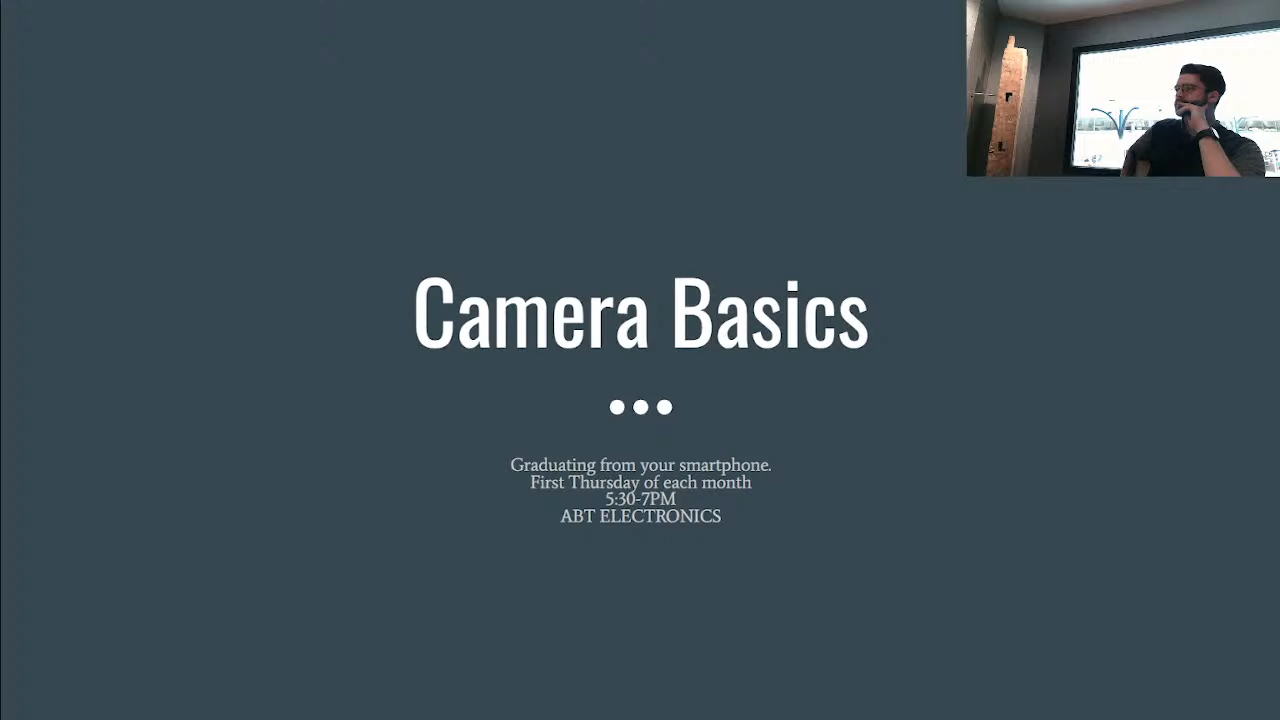 Camera Basics
Graduating from your smartphone.
First Thursday of each month
5:30-7PM
ABT ELECTRONICS